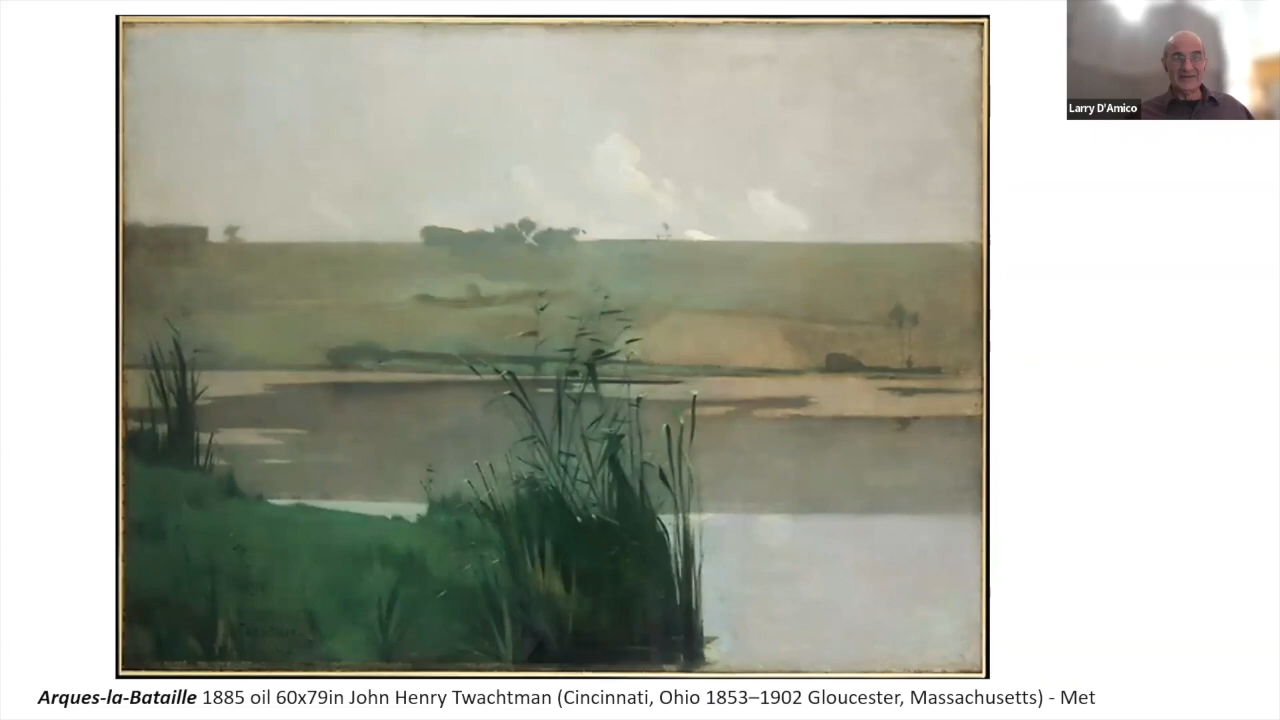 Larry D'Amico
Arques-la-Bataille 1885 oil 60x79in John Henry Twachtman (Cincinnati, Ohio 1853–1902 Gloucester, Massachusetts) - Met